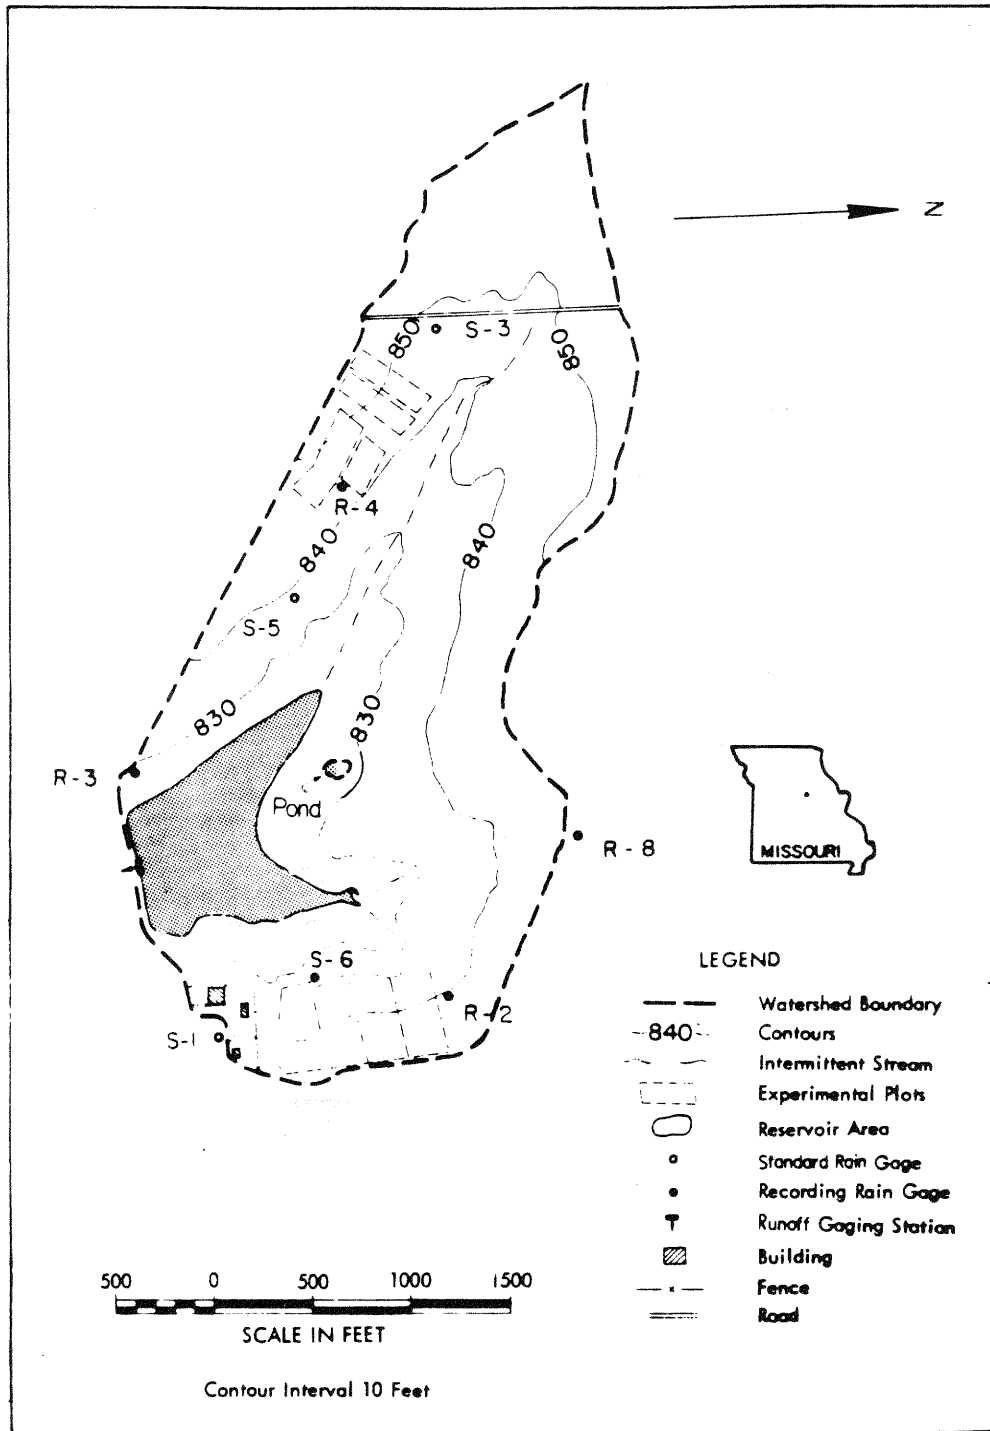 N
850
S-3
850
R-4
840
840
S-5
830
830
R-3
Pond
R-8
MISSOURI
S-6
R-2
S-1
LEGEND
Watershed Boundary
840
Contours
Intermittent Stream
Experimental Plots
Reservoir Area
Standard Rain Gage
Recording Rain Gage
Runoff Gaging Station
Building
Fence
Road
500 0 500 1000 1500
SCALE IN FEET
Contour Interval 10 Feet